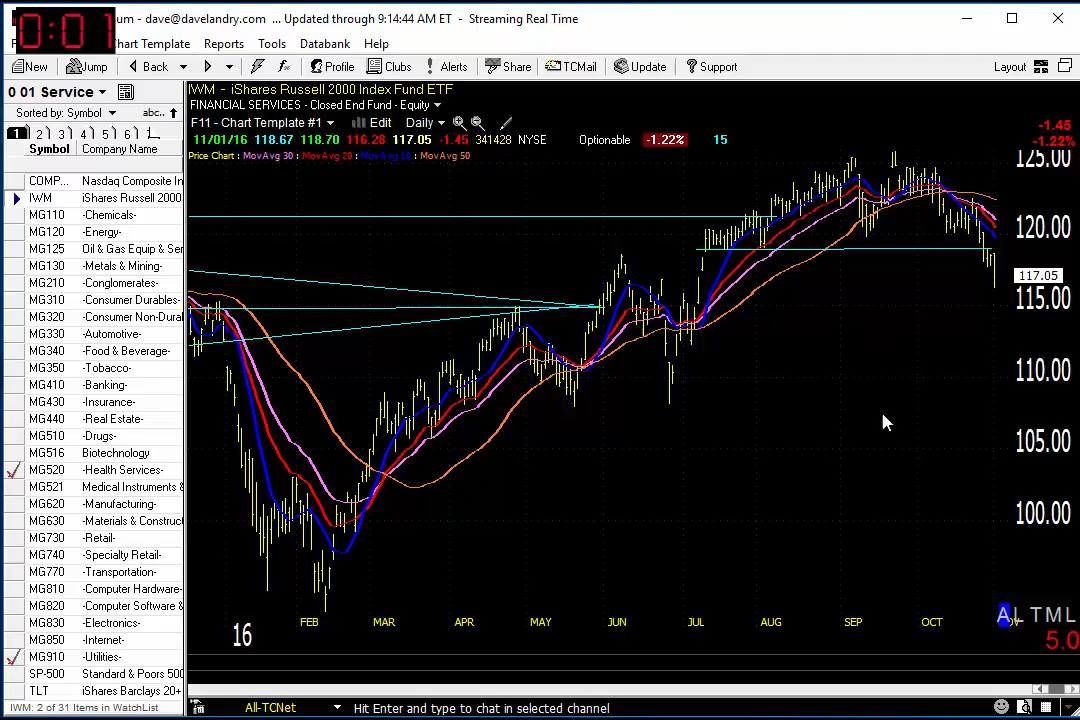 0:01
um - dave@davelandry.com ... Updated through 9:14:44 AM ET - Streaming Real Time
Chart Template Reports Tools Databank Help
New Jump Back Profile Clubs Alerts Share TCMail Update Support Layout
0 01 Service
Sorted by: Symbol abc..
1 2 3 4 5 6
Symbol Company Name
COMP... Nasdaq Composite In
IWM iShares Russell 2000
MG110 -Chemicals-
MG120 -Energy-
MG125 Oil & Gas Equip & Ser
MG130 -Metals & Mining-
MG210 -Conglomerates-
MG310 -Consumer Durables-
MG320 -Consumer Non-Dura
MG330 -Automotive-
MG340 -Food & Beverage-
MG350 -Tobacco-
MG410 -Banking-
MG430 -Insurance-
MG440 -Real Estate-
MG510 -Drugs-
MG516 Biotechnology
MG520 -Health Services-
MG521 Medical Instruments &
MG620 -Manufacturing-
MG630 -Materials & Construc
MG730 -Retail-
MG740 -Specialty Retail-
MG770 -Transportation-
MG810 -Computer Hardware-
MG820 -Computer Software &
MG830 -Electronics-
MG850 -Internet-
MG910 -Utilities-
SP-500 Standard & Poors 500
TLT iShares Barclays 20+
IWM: 2 of 31 Items in WatchList
IWM - iShares Russell 2000 Index Fund ETF
FINANCIAL SERVICES - Closed End Fund - Equity
F11 - Chart Template #1 Edit Daily
11/01/16 118.67 118.70 116.28 117.05 -1.45 341428 NYSE Optionable -1.22% 15
Price Chart : MovAvg 30 : MovAvg 20 : MovAvg 10 : MovAvg 50
-1.45
-1.22%
125.00
120.00
117.05
115.00
110.00
105.00
100.00
A L T M L
16 FEB MAR APR MAY JUN JUL AUG SEP OCT
5.0
All-TCNet Hit Enter and type to chat in selected channel